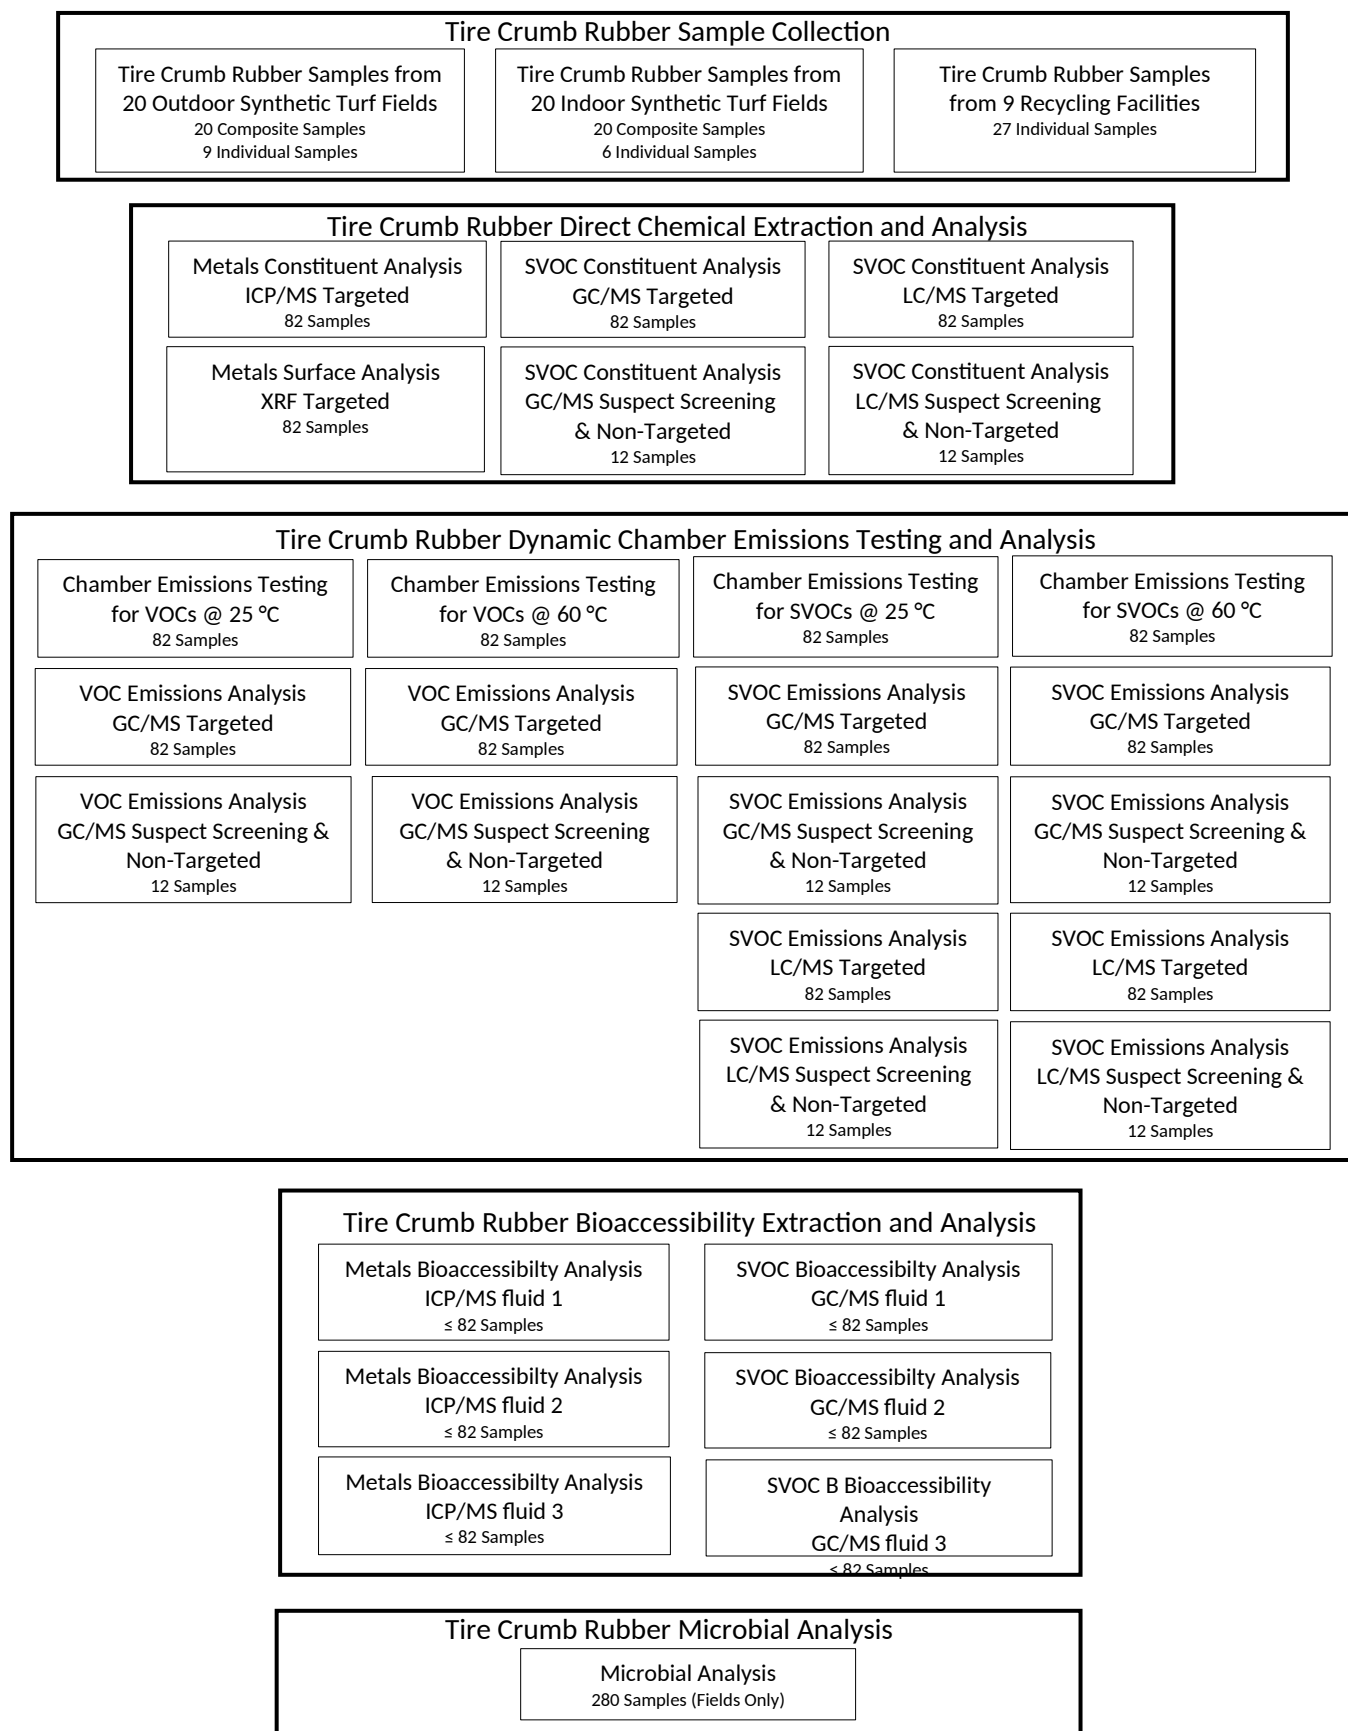 Tire Crumb Rubber Sample Collection
Tire Crumb Rubber Samples from
20 Outdoor Synthetic Turf Fields
20 Composite Samples
9 Individual Samples
Tire Crumb Rubber Samples from
20 Indoor Synthetic Turf Fields
20 Composite Samples
6 Individual Samples
Tire Crumb Rubber Samples
from 9 Recycling Facilities
27 Individual Samples
Tire Crumb Rubber Direct Chemical Extraction and Analysis
Metals Constituent Analysis
ICP/MS Targeted
82 Samples
SVOC Constituent Analysis
GC/MS Targeted
82 Samples
SVOC Constituent Analysis
LC/MS Targeted
82 Samples
Metals Surface Analysis
XRF Targeted
82 Samples
SVOC Constituent Analysis
GC/MS Suspect Screening
& Non-Targeted
12 Samples
SVOC Constituent Analysis
LC/MS Suspect Screening
& Non-Targeted
12 Samples
Tire Crumb Rubber Dynamic Chamber Emissions Testing and Analysis
Chamber Emissions Testing
for VOCs @ 25 °C
82 Samples
Chamber Emissions Testing
for VOCs @ 60 °C
82 Samples
Chamber Emissions Testing
for SVOCs @ 25 °C
82 Samples
Chamber Emissions Testing
for SVOCs @ 60 °C
82 Samples
VOC Emissions Analysis
GC/MS Targeted
82 Samples
VOC Emissions Analysis
GC/MS Targeted
82 Samples
SVOC Emissions Analysis
GC/MS Targeted
82 Samples
SVOC Emissions Analysis
GC/MS Targeted
82 Samples
VOC Emissions Analysis
GC/MS Suspect Screening &
Non-Targeted
12 Samples
VOC Emissions Analysis
GC/MS Suspect Screening
& Non-Targeted
12 Samples
SVOC Emissions Analysis
GC/MS Suspect Screening
& Non-Targeted
12 Samples
SVOC Emissions Analysis
GC/MS Suspect Screening &
Non-Targeted
12 Samples
SVOC Emissions Analysis
LC/MS Targeted
82 Samples
SVOC Emissions Analysis
LC/MS Targeted
82 Samples
SVOC Emissions Analysis
LC/MS Suspect Screening
& Non-Targeted
12 Samples
SVOC Emissions Analysis
LC/MS Suspect Screening &
Non-Targeted
12 Samples
Tire Crumb Rubber Bioaccessibility Extraction and Analysis
Metals Bioaccessibilty Analysis
ICP/MS fluid 1
≤ 82 Samples
SVOC Bioaccessibilty Analysis
GC/MS fluid 1
≤ 82 Samples
Metals Bioaccessibilty Analysis
ICP/MS fluid 2
≤ 82 Samples
SVOC Bioaccessibilty Analysis
GC/MS fluid 2
≤ 82 Samples
Metals Bioaccessibilty Analysis
ICP/MS fluid 3
≤ 82 Samples
SVOC B Bioaccessibility
Analysis
GC/MS fluid 3
≤ 82 Samples
Tire Crumb Rubber Microbial Analysis
Microbial Analysis
280 Samples (Fields Only)